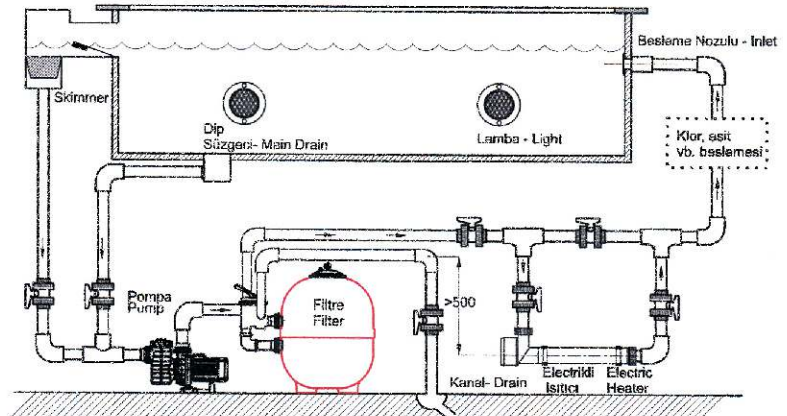 Besleme Nozulu - Inlet
Skimmer
Dip
Süzgeci- Main Drain
Lamba - Light
Klor, asit
vb. beslemesi
Pompa
Pump
Filtre
Filter
>500
Kanal- Drain
Electrikli
Isıtıcı
Electric
Heater